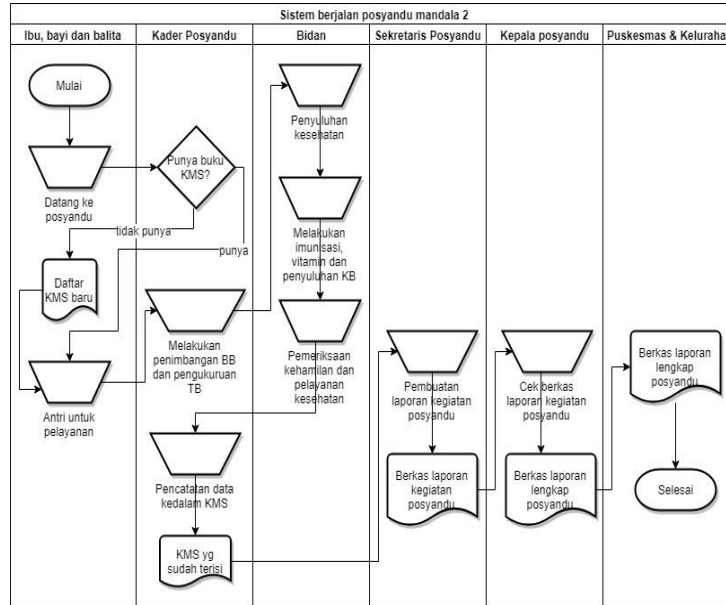 Sistem berjalan posyandu mandala 2
Ibu, bayi dan balita
Kader Posyandu
Bidan
Sekretaris Posyandu
Kepala posyandu
Puskesmas & Keluraha
Mulai
Datang ke
posyandu
Punya buku
KMS?
tidak punya
punya
Daftar
KMS baru
Antri untuk
pelayanan
Melakukan
penimbangan BB
dan pengukuruan
TB
Penyuluhan
kesehatan
Melakukan
imunisasi,
vitamin dan
penyuluhan KB
Pemeriksaan
kehamilan dan
pelayanan
kesehatan
Pencatatan data
kedalam KMS
KMS yg
sudah terisi
Pembuatan
laporan kegiatan
posyandu
Berkas laporan
kegiatan
posyandu
Cek berkas
laporan kegiatan
posyandu
Berkas laporan
lengkap
posyandu
Berkas laporan
lengkap
posyandu
Selesai